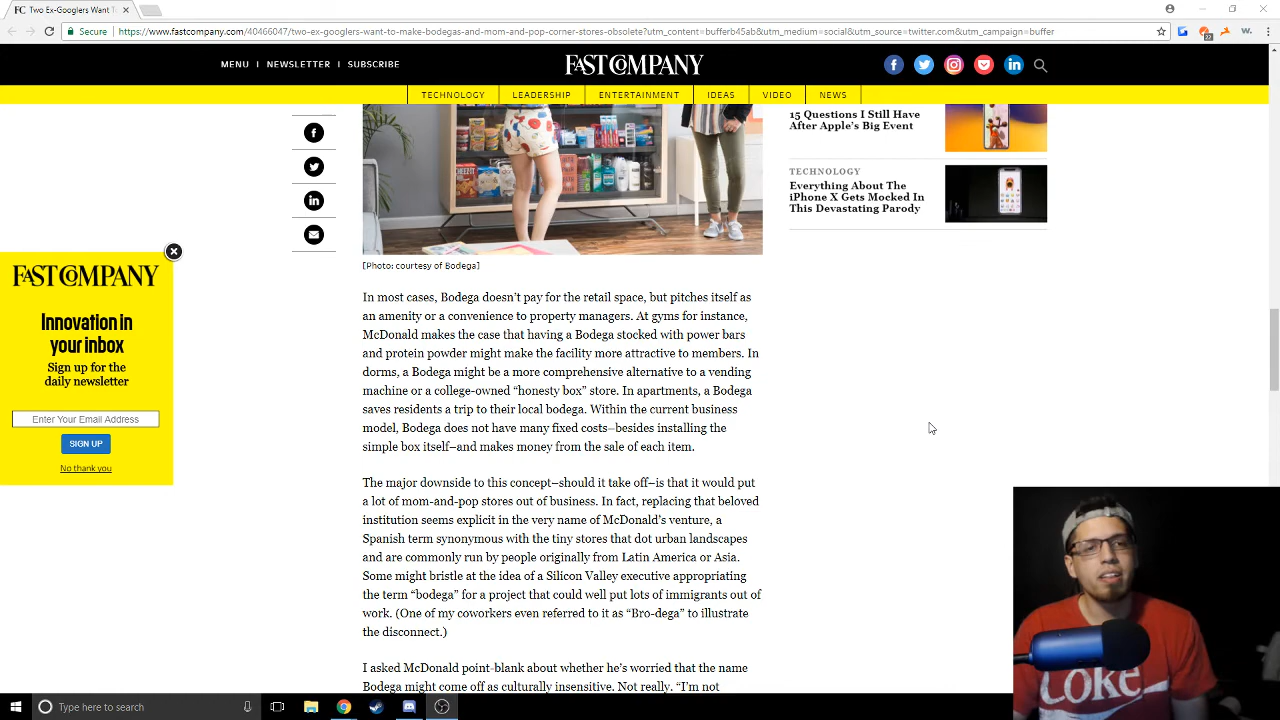 FC Two Ex-Googlers Want T
Secure
https://www.fastcompany.com/40466047/two-ex-googlers-want-to-make-bodegas-and-mom-and-pop-corner-stores-obsolete?utm_content=bufferb45ab&utm_medium=social&utm_source=twitter.com&utm_campaign=buffer
MENU | NEWSLETTER | SUBSCRIBE
FAST COMPANY
TECHNOLOGY LEADERSHIP ENTERTAINMENT IDEAS VIDEO NEWS
15 Questions I Still Have
After Apple's Big Event
TECHNOLOGY
Everything About The
iPhone X Gets Mocked In
This Devastating Parody
FAST COMPANY
Innovation in
your inbox
Sign up for the
daily newsletter
Enter Your Email Address
SIGN UP
No thank you
[Photo: courtesy of Bodega]
In most cases, Bodega doesn't pay for the retail space, but pitches itself as
an amenity or a convenience to property managers. At gyms for instance,
McDonald makes the case that having a Bodega stocked with power bars
and protein powder might make the facility more attractive to members. In
dorms, a Bodega might be a more comprehensive alternative to a vending
machine or a college-owned "honesty box" store. In apartments, a Bodega
saves residents a trip to their local bodega. Within the current business
model, Bodega does not have many fixed costs–besides installing the
simple box itself–and makes money from the sale of each item.
The major downside to this concept–should it take off–is that it would put
a lot of mom-and-pop stores out of business. In fact, replacing that beloved
institution seems explicit in the very name of McDonald's venture, a
Spanish term synonymous with the tiny stores that dot urban landscapes
and are commonly run by people originally from Latin America or Asia.
Some might bristle at the idea of a Silicon Valley executive appropriating
the term "bodega" for a project that could well put lots of immigrants out of
work. (One of my coworkers even referred to it as "Bro-dega" to illustrate
the disconnect.)
I asked McDonald point-blank about whether he's worried that the name
Bodega might come off as culturally insensitive. Not really. "I'm not
COKE
Type here to search